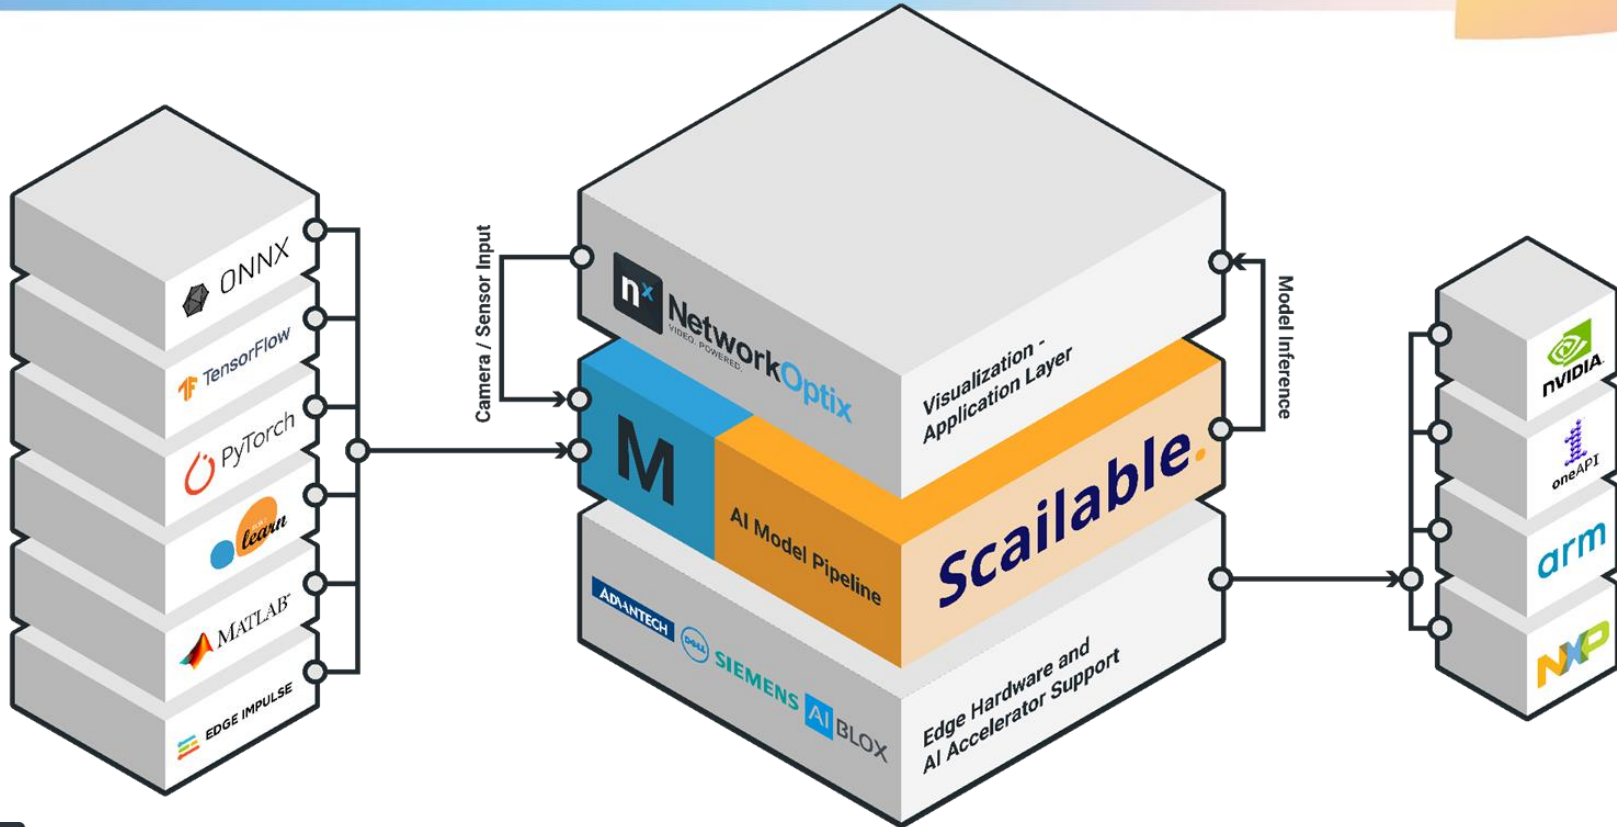 ONNX
TensorFlow
PyTorch
learn
MATLAB
EDGE IMPULSE
Camera / Sensor Input
nx
NetworkOptix
VIDEO. POWERED.
Visualization -
Application Layer
Model Inference
M
AI Model Pipeline
Scailable.
ADVANTECH
DELL
SIEMENS
AI BLOX
Edge Hardware and
AI Accelerator Support
NVIDIA.
oneAPI
arm
NXP